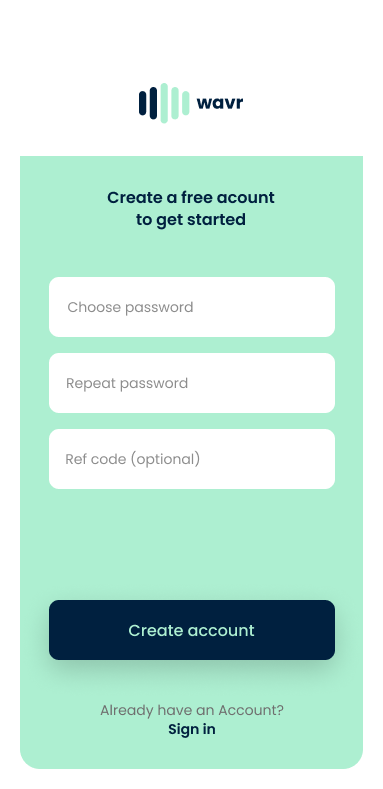 wavr
Create a free acount
to get started
Choose password
Repeat password
Ref code (optional)
Create account
Already have an Account?
Sign in